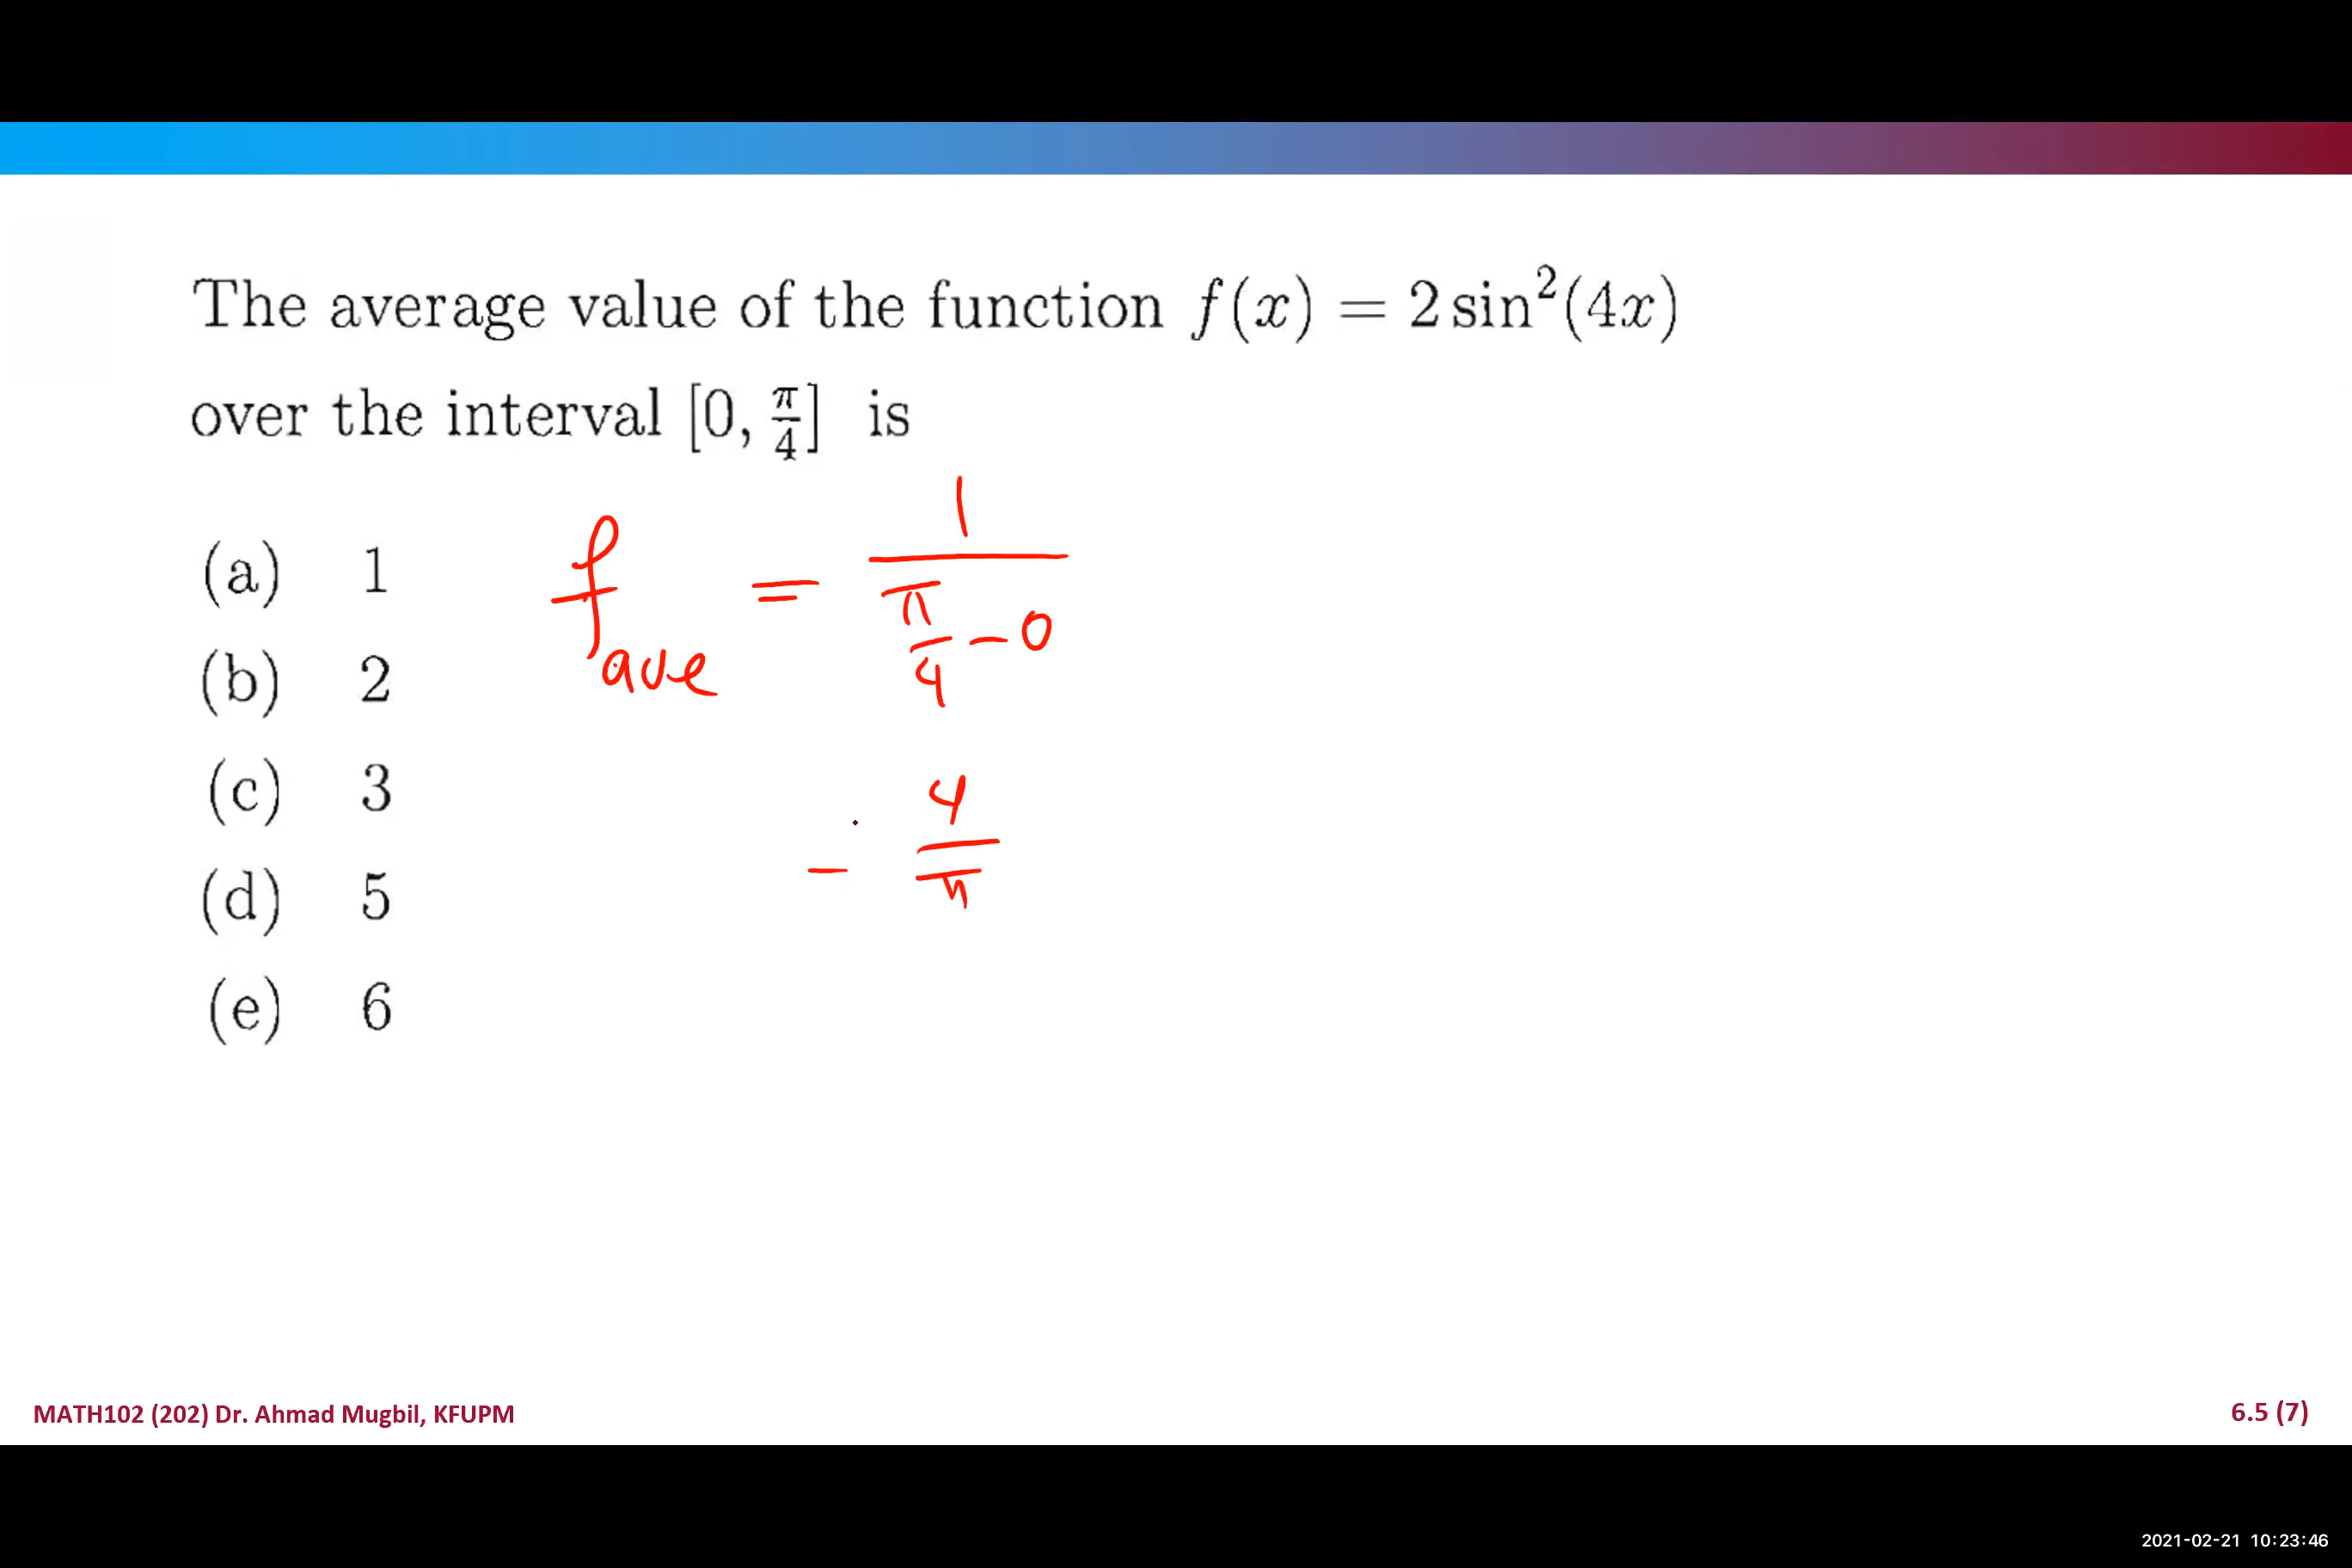 The average value of the function f(x) = 2 sin²(4x)
over the interval [0, π/4] is
(a) 1
(b) 2
(c) 3
(d) 5
(e) 6
f_ave = 1/(π/4 − 0)
− 4/π
MATH102 (202) Dr. Ahmad Mugbil, KFUPM
6.5 (7)
2021-02-21 10:23:46